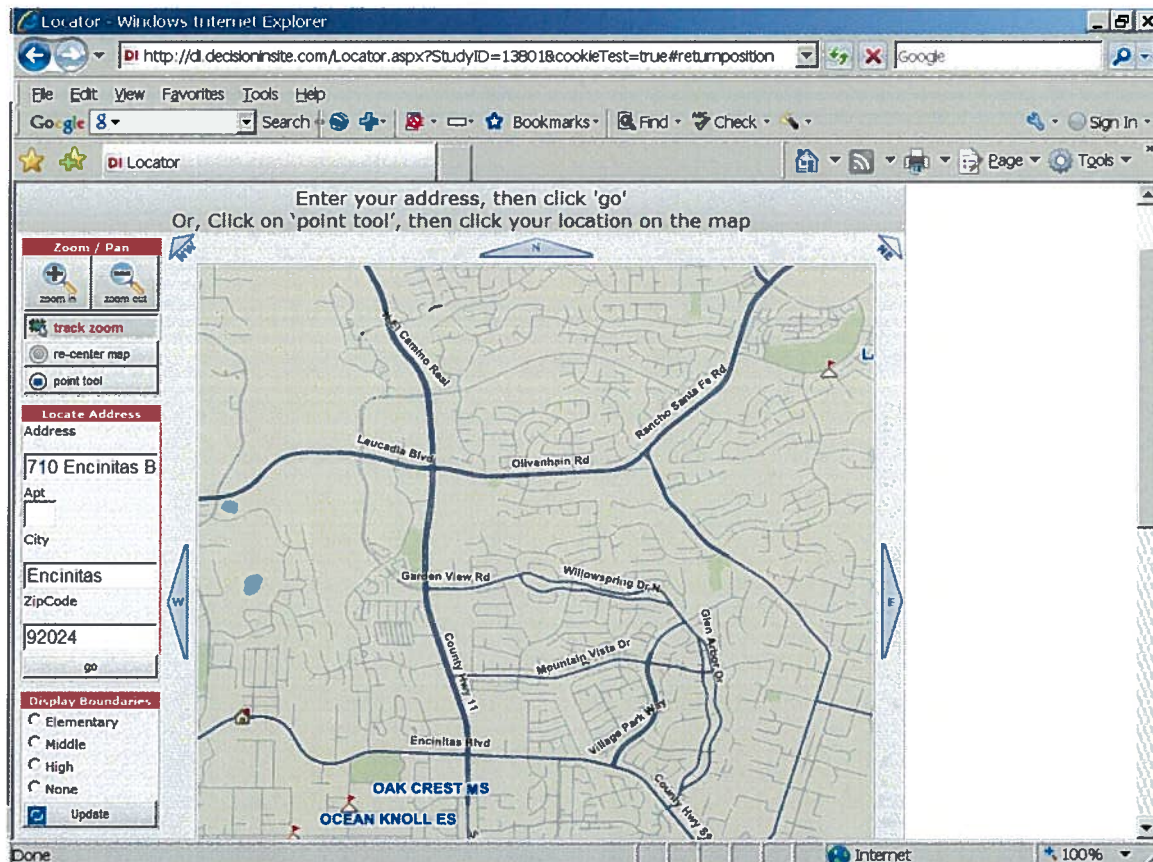 Locator - Windows Internet Explorer
DI http://di.decisioninsite.com/Locator.aspx?StudyID=13801&cookieTest=true#returnposition
Google
File Edit View Favorites Tools Help
Google g Search Bookmarks Find Check Sign In
DI Locator
Page Tools
Enter your address, then click 'go'
Or, Click on 'point tool', then click your location on the map
Zoom / Pan
zoom in zoom out
track zoom
re-center map
point tool
Locate Address
Address
710 Encinitas B
Apt
City
Encinitas
ZipCode
92024
go
Display Boundaries
Elementary
Middle
High
None
Update
NW
N
NE
W
E
El Camino Real
Rancho Santa Fe Rd
Leucadia Blvd
Olivenhain Rd
Garden View Rd
Willowspring Dr N
Glen Arbor Dr
County Hwy 11
Mountain Vista Dr
Village Park Way
Encinitas Blvd
OAK CREST MS
OCEAN KNOLL ES
L
Done
Internet
100%